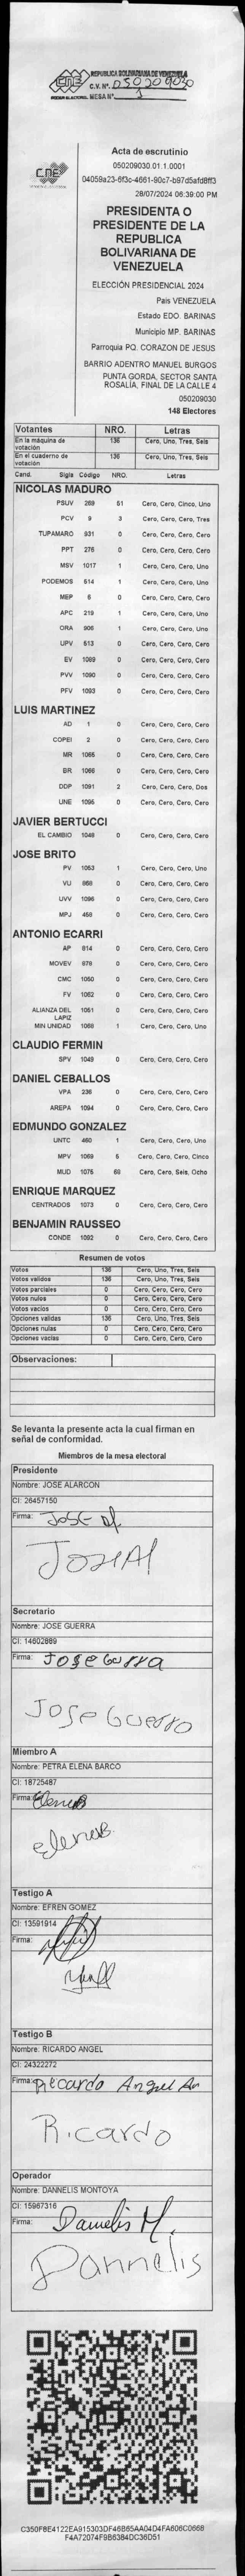 REPUBLICA BOLIVARIANA DE VENEZUELA
CNE C.V. N°. 050209030
PODER ELECTORAL MESA N°. 1
CNE
Acta de escrutinio
050209030.01.1.0001
04059a23-6f3c-4661-90c7-b97d5afd8ff3
28/07/2024 06:39:00 PM
PRESIDENTA O
PRESIDENTE DE LA
REPUBLICA
BOLIVARIANA DE
VENEZUELA
ELECCIÓN PRESIDENCIAL 2024
Pais VENEZUELA
Estado EDO. BARINAS
Municipio MP. BARINAS
Parroquia PQ. CORAZON DE JESUS
BARRIO ADENTRO MANUEL BURGOS
PUNTA GORDA, SECTOR SANTA
ROSALÍA, FINAL DE LA CALLE 4
050209030
148 Electores
Votantes NRO. Letras
En la máquina de votación 136 Cero, Uno, Tres, Seis
En el cuaderno de votación 136 Cero, Uno, Tres, Seis
Cand. Sigla Código NRO. Letras
NICOLAS MADURO
PSUV 269 51 Cero, Cero, Cinco, Uno
PCV 9 3 Cero, Cero, Cero, Tres
TUPAMARO 931 0 Cero, Cero, Cero, Cero
PPT 276 0 Cero, Cero, Cero, Cero
MSV 1017 1 Cero, Cero, Cero, Uno
PODEMOS 514 1 Cero, Cero, Cero, Uno
MEP 6 0 Cero, Cero, Cero, Cero
APC 219 1 Cero, Cero, Cero, Uno
ORA 906 1 Cero, Cero, Cero, Uno
UPV 513 0 Cero, Cero, Cero, Cero
EV 1089 0 Cero, Cero, Cero, Cero
PVV 1090 0 Cero, Cero, Cero, Cero
PFV 1093 0 Cero, Cero, Cero, Cero
LUIS MARTINEZ
AD 1 0 Cero, Cero, Cero, Cero
COPEI 2 0 Cero, Cero, Cero, Cero
MR 1065 0 Cero, Cero, Cero, Cero
BR 1066 0 Cero, Cero, Cero, Cero
DDP 1091 2 Cero, Cero, Cero, Dos
UNE 1095 0 Cero, Cero, Cero, Cero
JAVIER BERTUCCI
EL CAMBIO 1048 0 Cero, Cero, Cero, Cero
JOSE BRITO
PV 1053 1 Cero, Cero, Cero, Uno
VU 868 0 Cero, Cero, Cero, Cero
UVV 1096 0 Cero, Cero, Cero, Cero
MPJ 458 0 Cero, Cero, Cero, Cero
ANTONIO ECARRI
AP 814 0 Cero, Cero, Cero, Cero
MOVEV 878 0 Cero, Cero, Cero, Cero
CMC 1050 0 Cero, Cero, Cero, Cero
FV 1052 0 Cero, Cero, Cero, Cero
ALIANZA DEL LAPIZ 1051 0 Cero, Cero, Cero, Cero
MIN UNIDAD 1068 1 Cero, Cero, Cero, Uno
CLAUDIO FERMIN
SPV 1049 0 Cero, Cero, Cero, Cero
DANIEL CEBALLOS
VPA 236 0 Cero, Cero, Cero, Cero
AREPA 1094 0 Cero, Cero, Cero, Cero
EDMUNDO GONZALEZ
UNTC 460 1 Cero, Cero, Cero, Uno
MPV 1069 5 Cero, Cero, Cero, Cinco
MUD 1075 68 Cero, Cero, Seis, Ocho
ENRIQUE MARQUEZ
CENTRADOS 1073 0 Cero, Cero, Cero, Cero
BENJAMIN RAUSSEO
CONDE 1092 0 Cero, Cero, Cero, Cero
Resumen de votos
Votos 136 Cero, Uno, Tres, Seis
Votos validos 136 Cero, Uno, Tres, Seis
Votos parciales 0 Cero, Cero, Cero, Cero
Votos nulos 0 Cero, Cero, Cero, Cero
Votos vacios 0 Cero, Cero, Cero, Cero
Opciones validas 136 Cero, Uno, Tres, Seis
Opciones nulas 0 Cero, Cero, Cero, Cero
Opciones vacias 0 Cero, Cero, Cero, Cero
Observaciones:
Se levanta la presente acta la cual firman en
señal de conformidad.
Miembros de la mesa electoral
Presidente
Nombre: JOSE ALARCON
CI: 26457150
Firma: Jose Al
JoseAl
Secretario
Nombre: JOSE GUERRA
CI: 14602889
Firma: Jose Guerra
Jose Guerra
Miembro A
Nombre: PETRA ELENA BARCO
CI: 18725487
Firma: ElenaB
elenaB
Testigo A
Nombre: EFREN GOMEZ
CI: 13591914
Firma:
Testigo B
Nombre: RICARDO ANGEL
CI: 24322272
Firma: Recardo Angel An
Ricardo
Operador
Nombre: DANNELIS MONTOYA
CI: 15967316
Firma: Dannelis M.
Dannelis
C350F8E4122EA915303DF46B65AA04D4FA606C0668
F4A72074F9B6384DC36D51